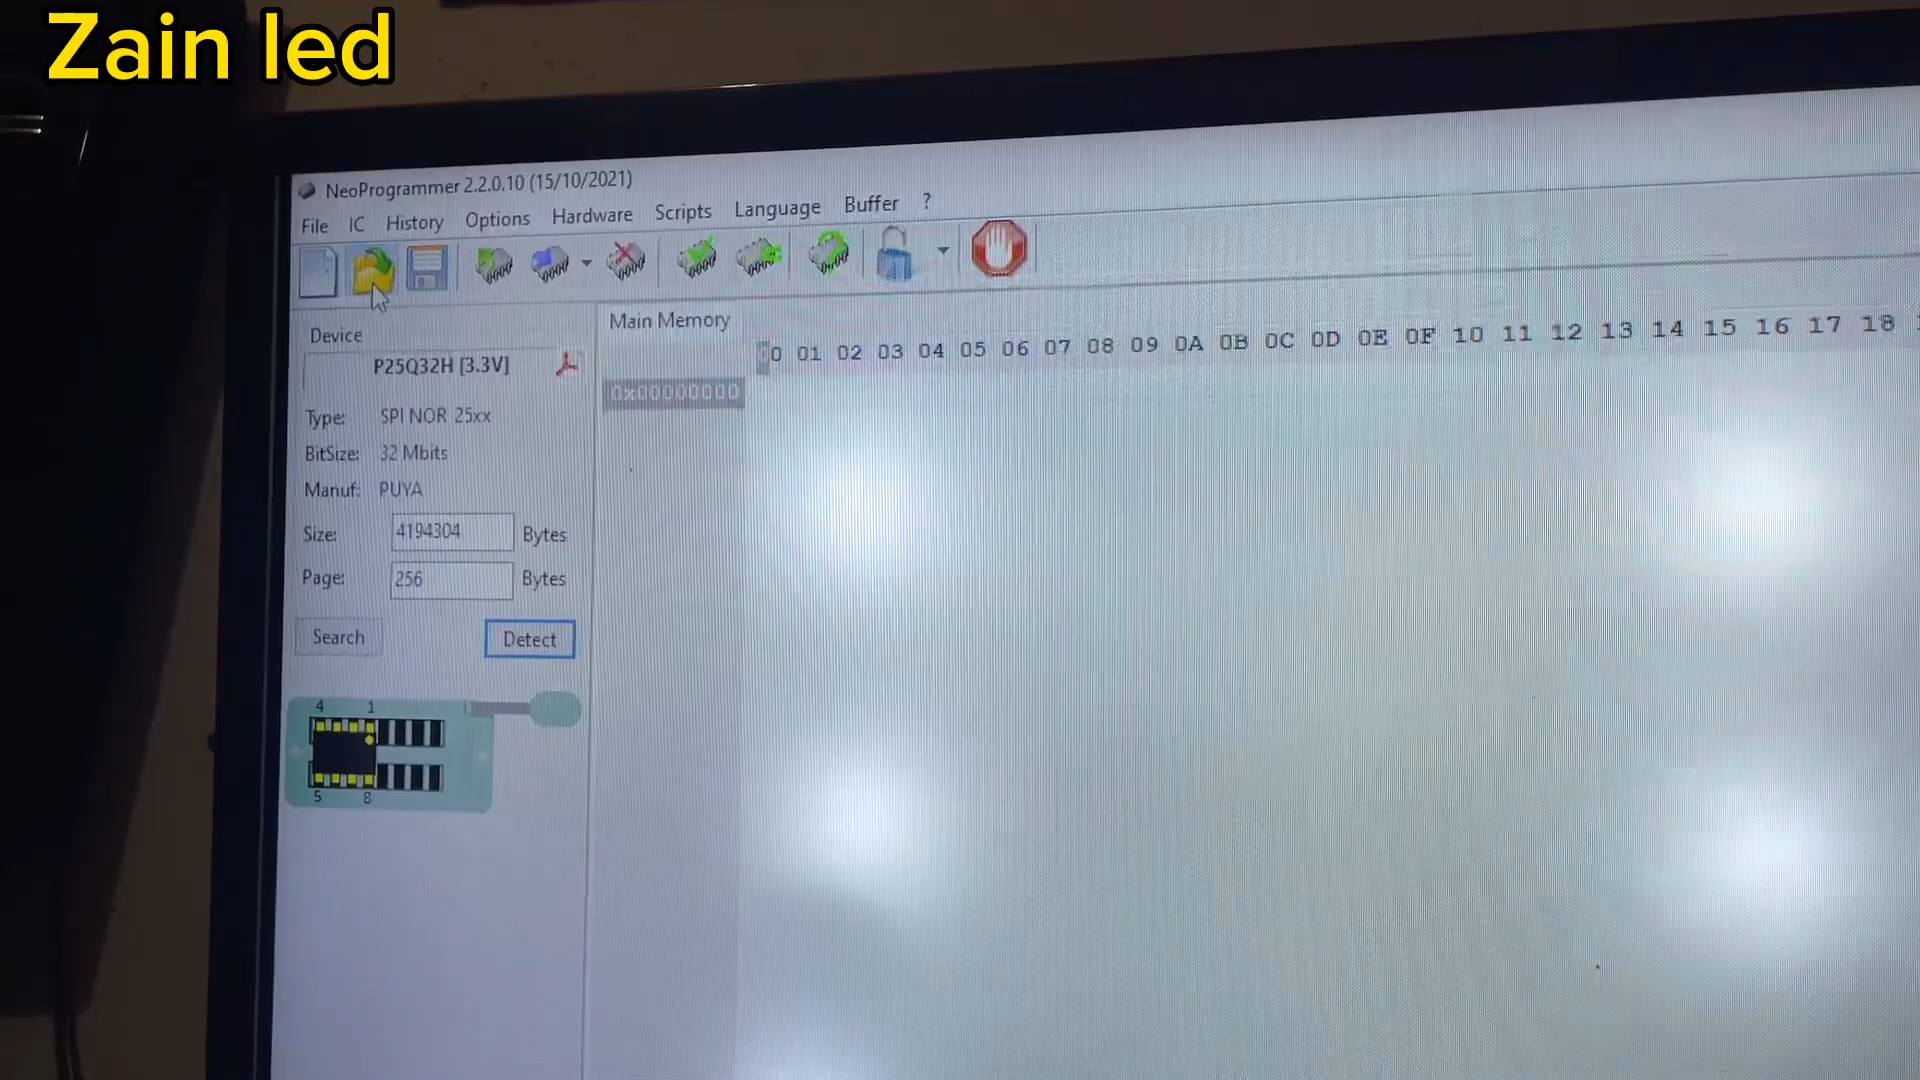 Zain led
NeoProgrammer 2.2.0.10 (15/10/2021)
File IC History Options Hardware Scripts Language Buffer ?
Device
P25Q32H [3.3V]
Type: SPI NOR 25xx
BitSize: 32 Mbits
Manuf: PUYA
Size: 4194304 Bytes
Page: 256 Bytes
Search Detect
4 1
5 8
Main Memory
00 01 02 03 04 05 06 07 08 09 0A 0B 0C 0D 0E 0F 10 11 12 13 14 15 16 17 18
0x00000000